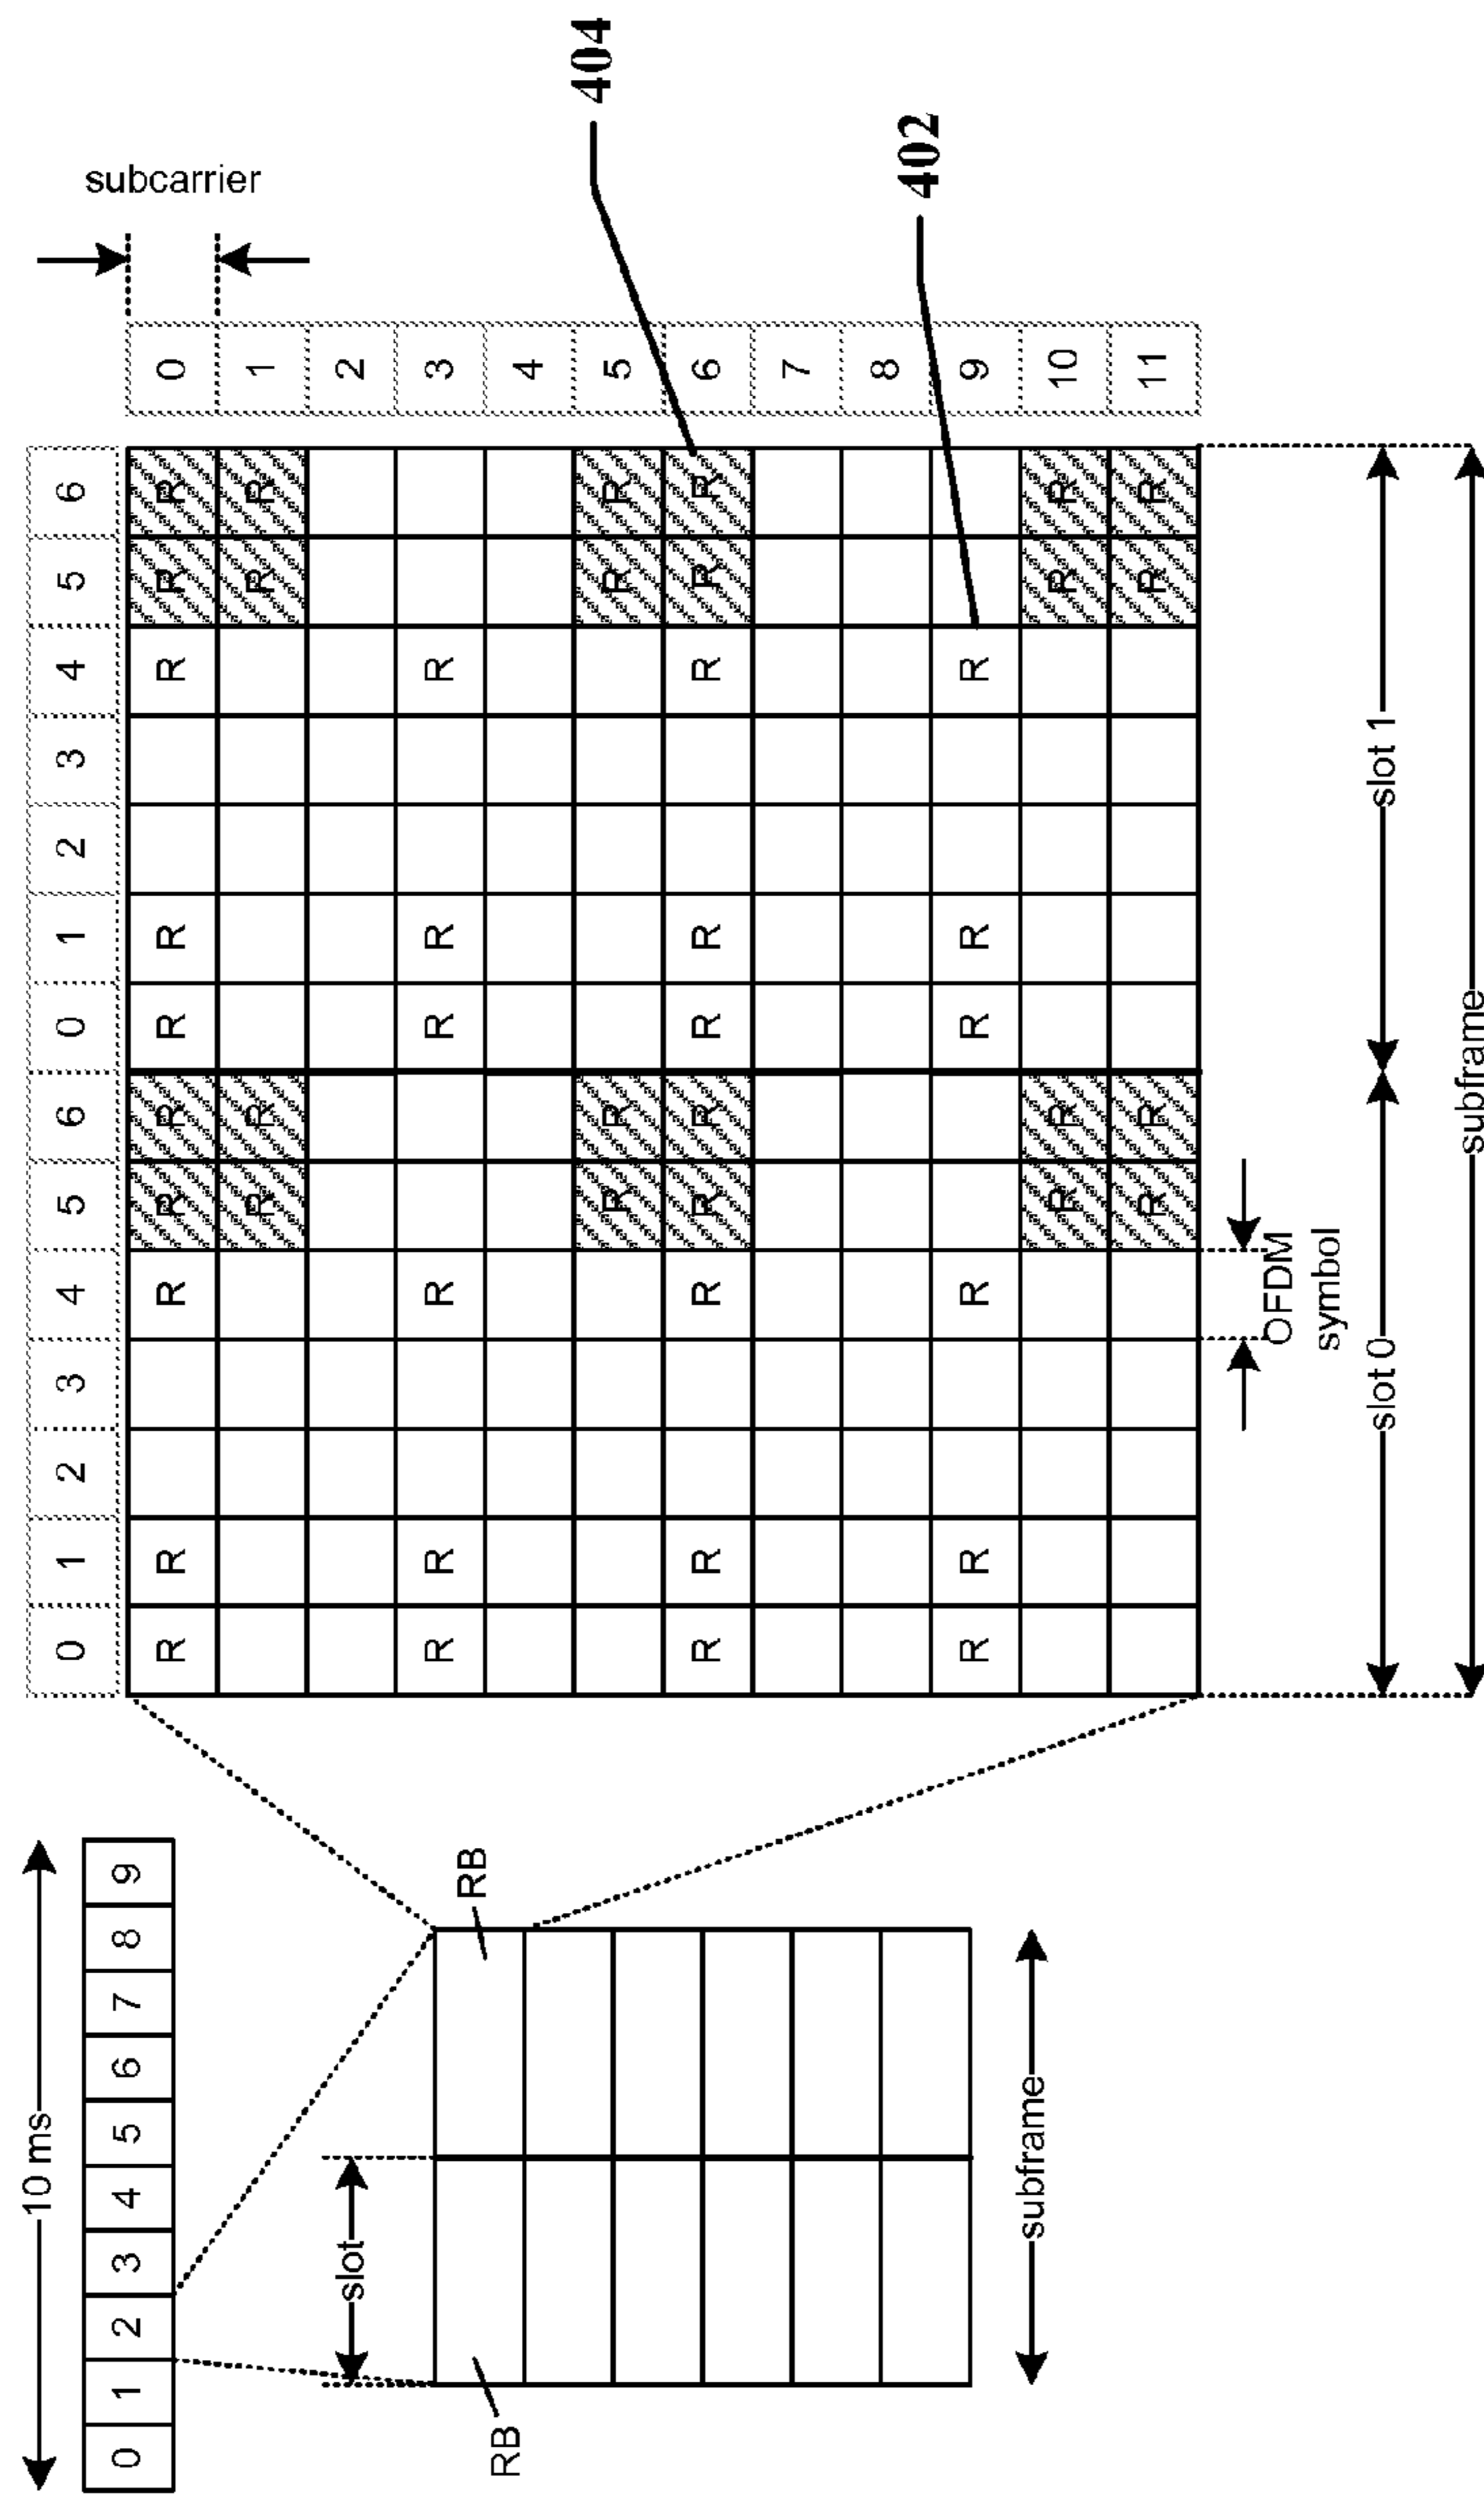 10 ms
0 1 2 3 4 5 6 7 8 9
slot
RB
RB
subframe
0 1 2 3 4 5 6 0 1 2 3 4 5 6
subcarrier
R R R R R R R R R R 0
R R R R 1
2
R R R R R R 3
4
R R R R 5
404
R R R R R R R R R R 6
7
8
402
R R R R R R 9
R R R R 10
R R R R 11
OFDM
symbol
slot 0
slot 1
subframe